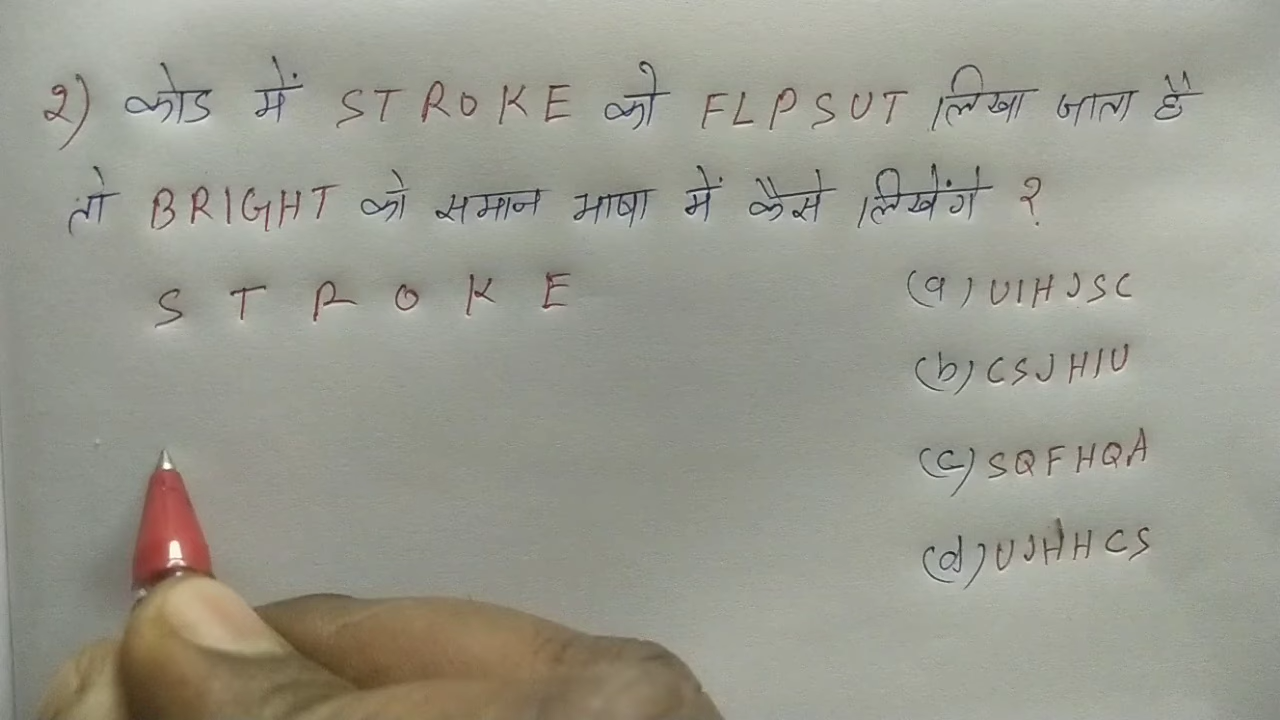 2) कोड में STROKE को FLPSUT लिखा जाता है
तो BRIGHT को समान भाषा में कैसे लिखेंगे ?
S T R O K E
(a) UIHJSC
(b) CSJHIU
(c) SQFHQA
(d) UJHHCS